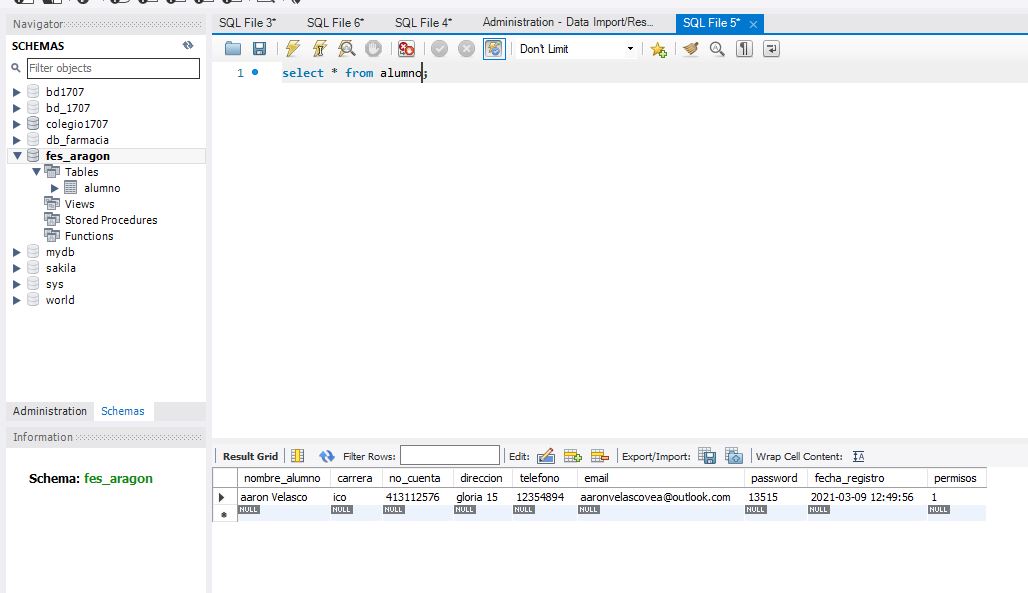 Navigator
SQL File 3*
SQL File 6*
SQL File 4*
Administration - Data Import/Res...
SQL File 5*
SCHEMAS
Filter objects
Don't Limit
1
select * from alumno;
bd1707
bd_1707
colegio1707
db_farmacia
fes_aragon
Tables
alumno
Views
Stored Procedures
Functions
mydb
sakila
sys
world
Administration
Schemas
Information
Schema: fes_aragon
Result Grid
Filter Rows:
Edit:
Export/Import:
Wrap Cell Content:
nombre_alumno carrera no_cuenta direccion telefono email password fecha_registro permisos
aaron Velasco ico 413112576 gloria 15 12354894 aaronvelascovea@outlook.com 13515 2021-03-09 12:49:56 1
NULL NULL NULL NULL NULL NULL NULL NULL NULL